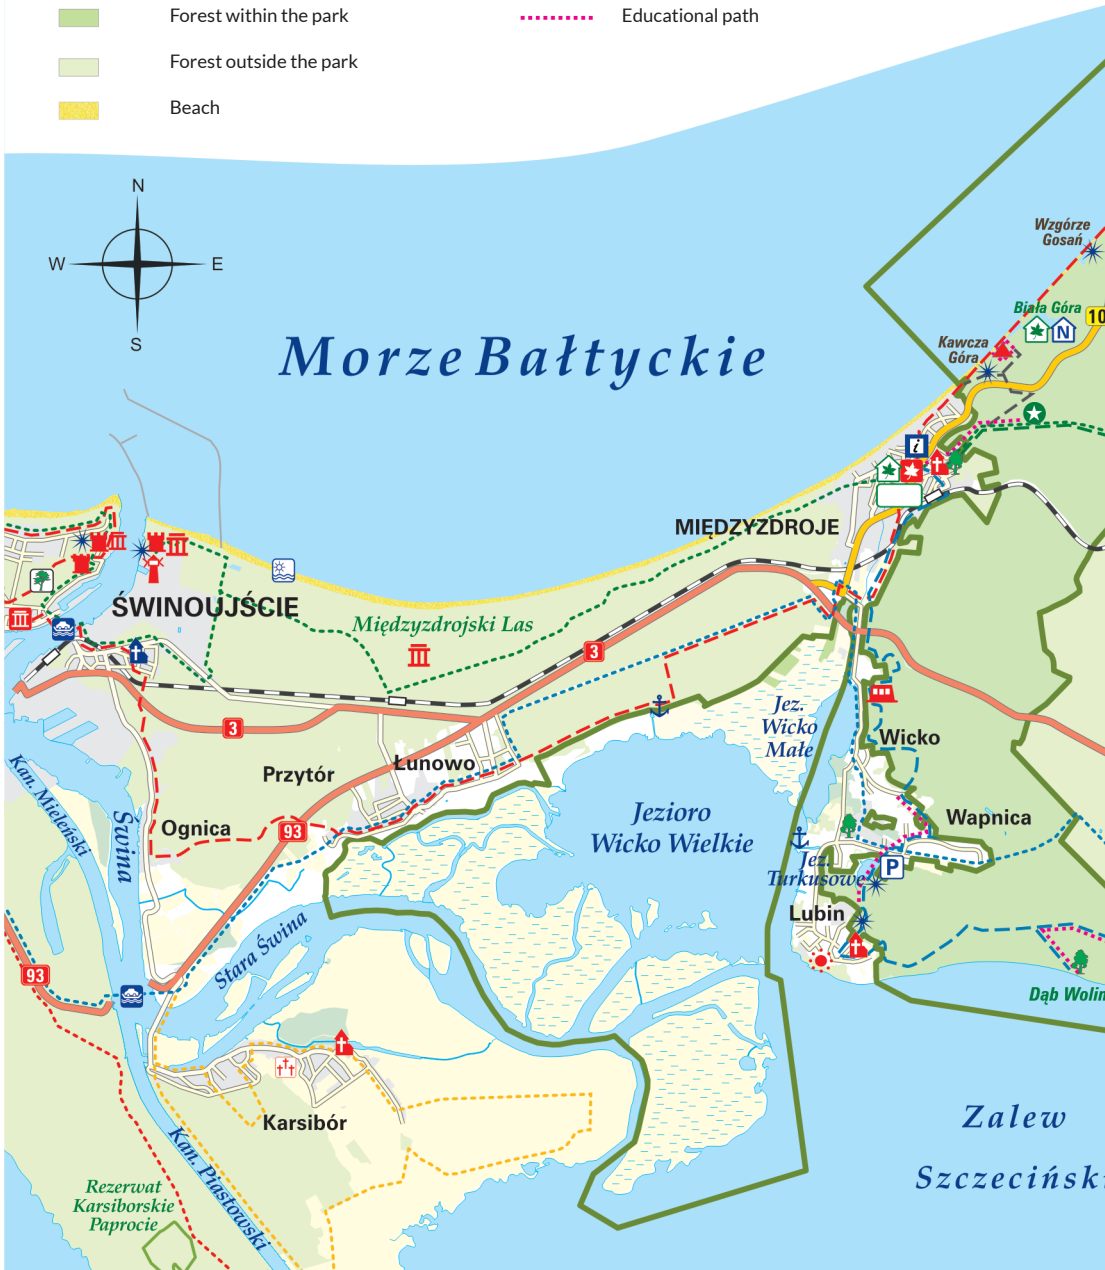 Forest within the park
Educational path
Forest outside the park
Beach
N
W
E
S
Wzgórze
Gosań
Biała Góra
N
10
Kawcza
Góra
Morze Bałtyckie
i
MIĘDZYZDROJE
ŚWINOUJŚCIE
Międzyzdrojski Las
3
3
Jez.
Wicko
Małe
Wicko
Łunowo
Przytór
Kan. Mieleński
Świna
Ognica
93
Jezioro
Wicko Wielkie
Wapnica
Jez.
Turkusowe
P
Lubin
Stara Świna
93
Dąb Wolin
Karsibór
Zalew
Szczecińsk
Kan. Piastowski
Rezerwat
Karsiborskie
Paprocie